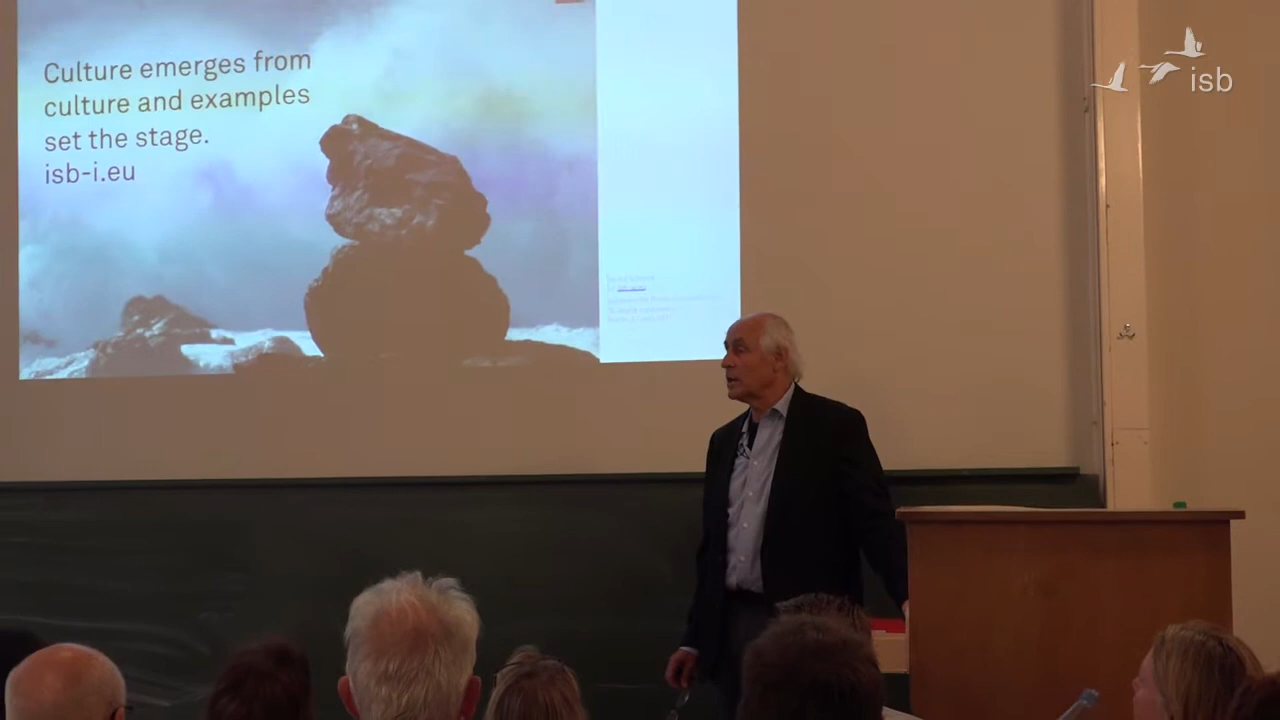 Culture emerges from
culture and examples
set the stage.
isb-i.eu
isb